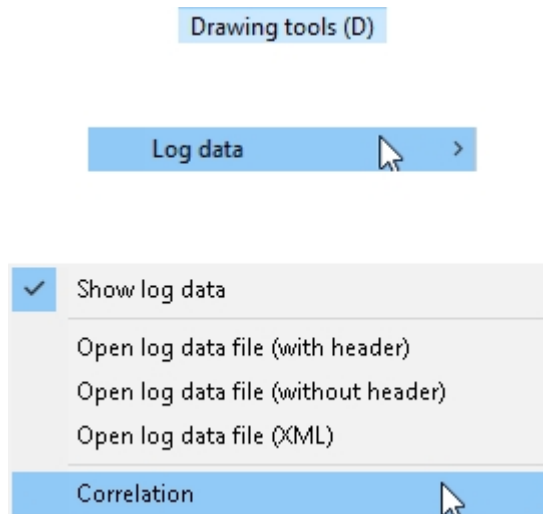 Drawing tools (D)
Log data
Show log data
Open log data file (with header)
Open log data file (without header)
Open log data file (XML)
Correlation